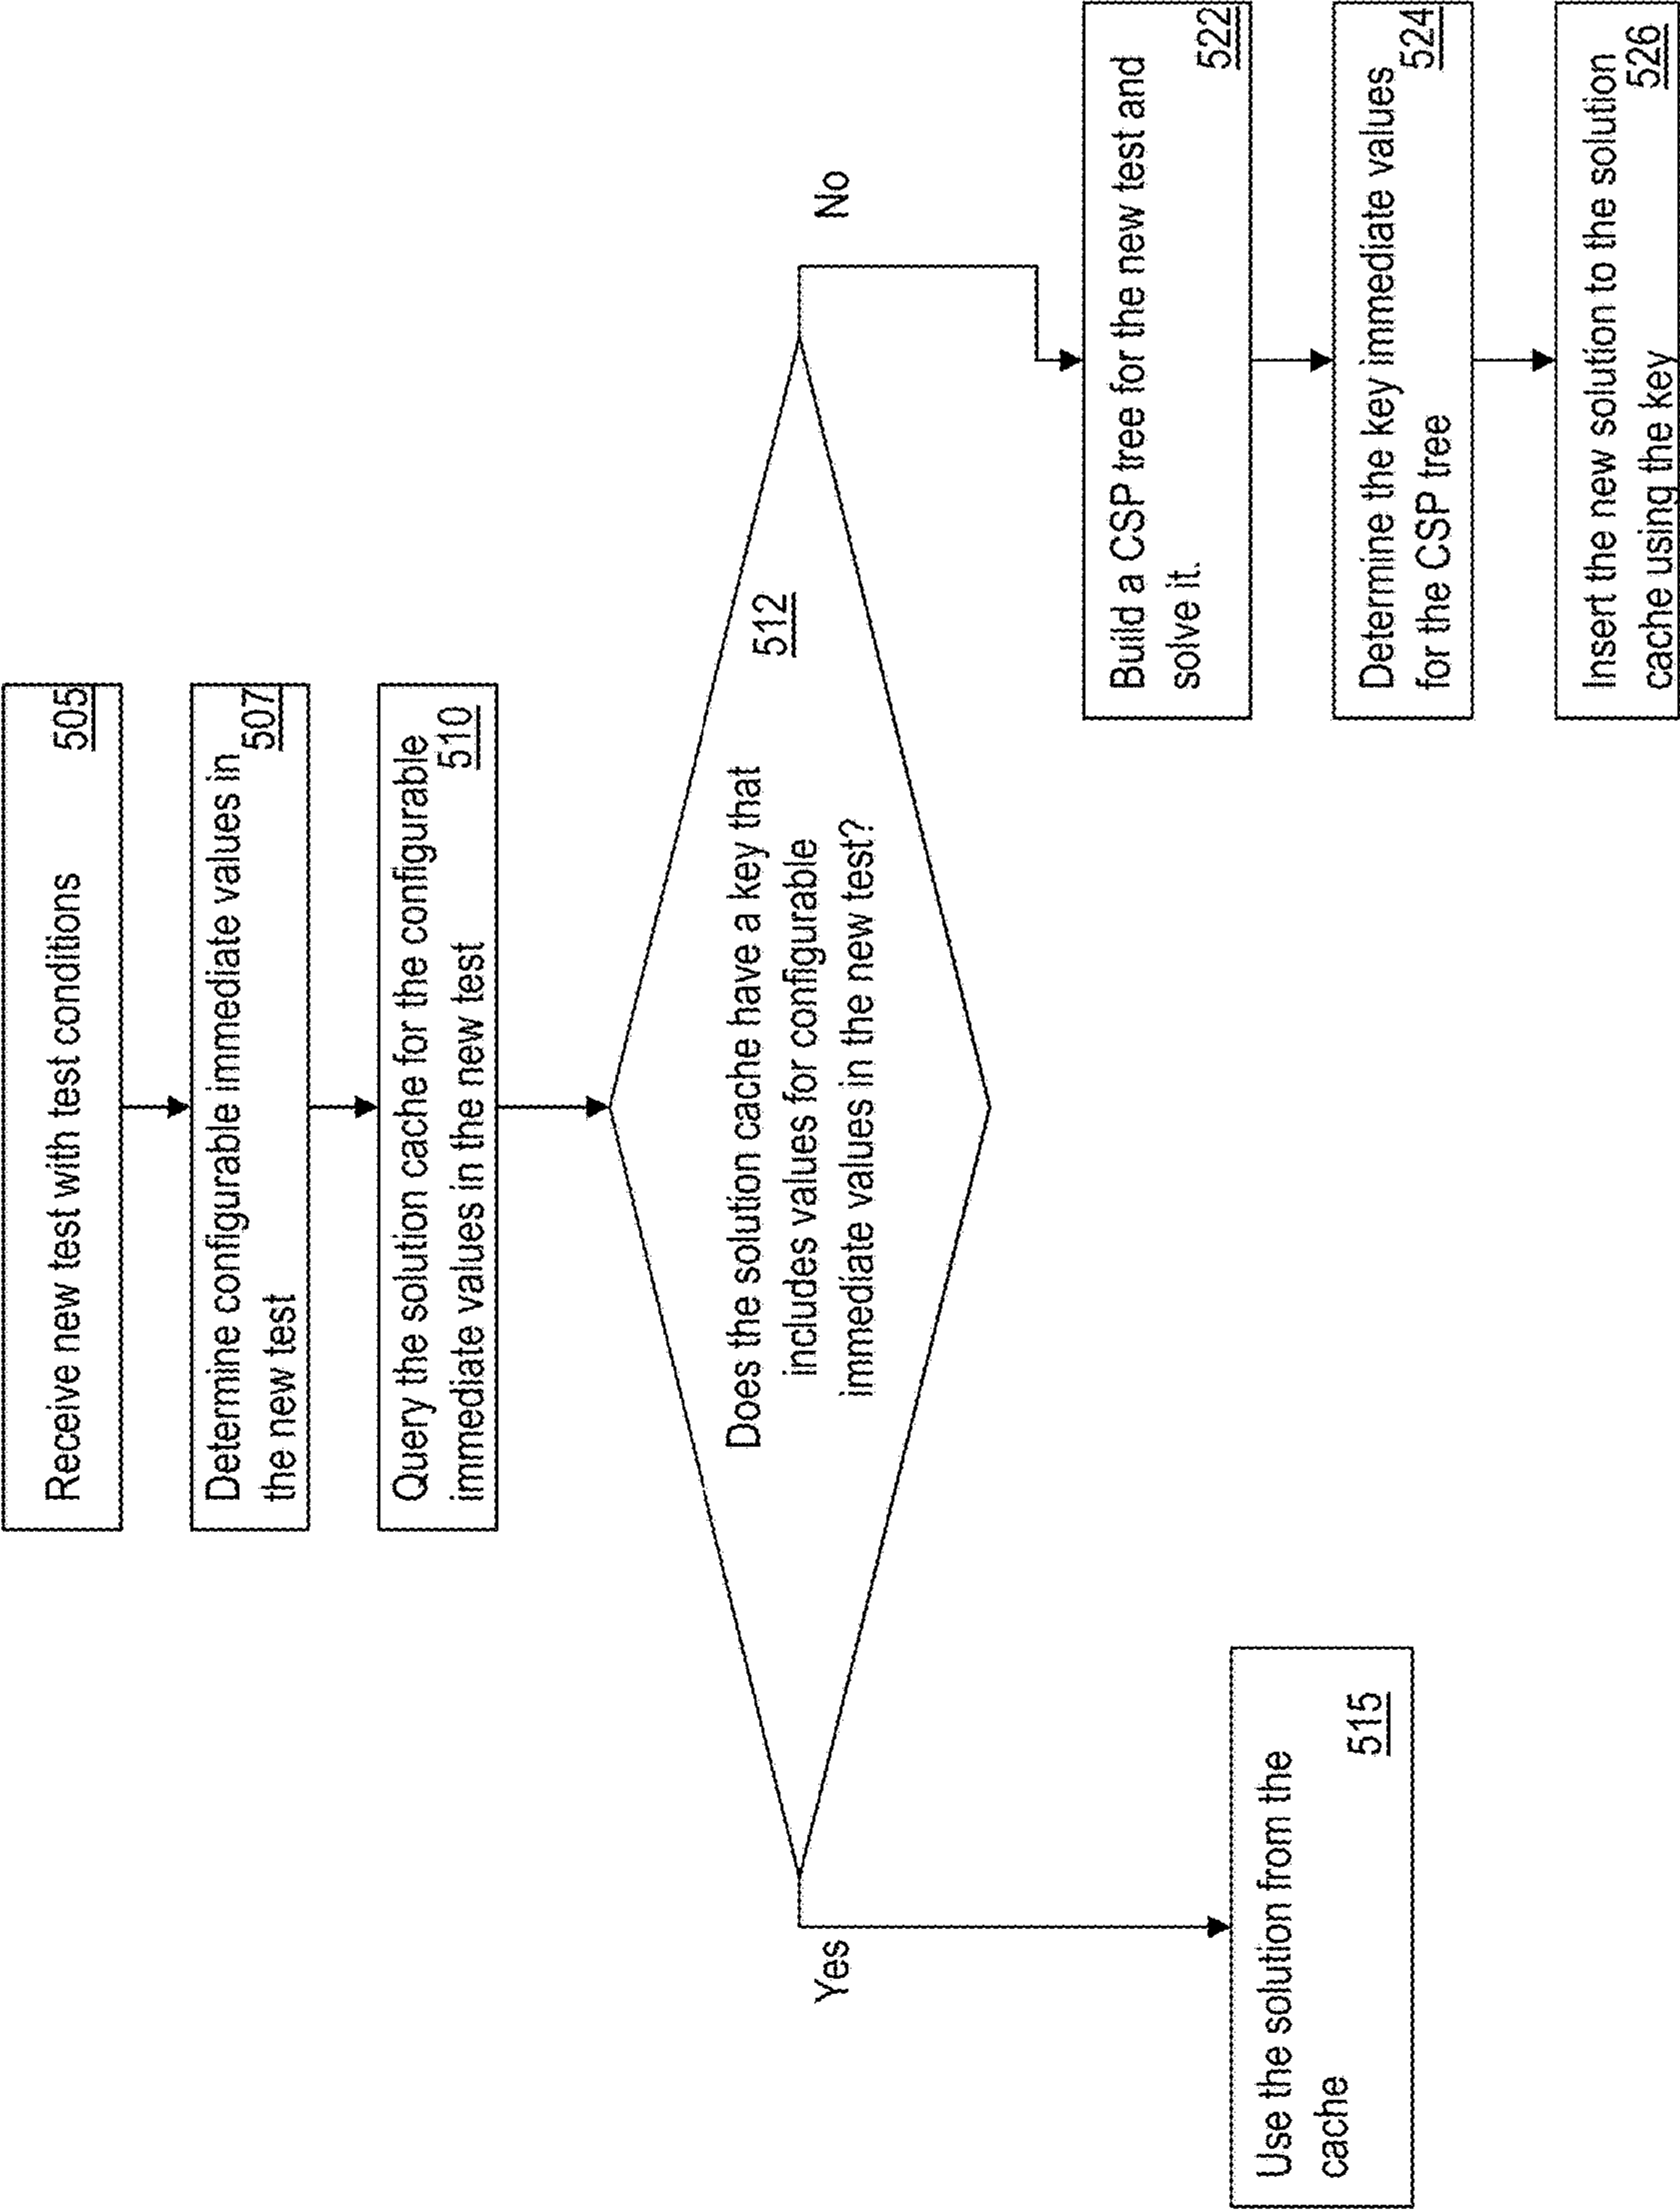 Receive new test with test conditions
505
Determine configurable immediate values in
the new test
507
Query the solution cache for the configurable
immediate values in the new test
510
512
Does the solution cache have a key that
includes values for configurable
immediate values in the new test?
Yes
No
Use the solution from the
cache
515
Build a CSP tree for the new test and
solve it.
522
Determine the key immediate values
for the CSP tree
524
Insert the new solution to the solution
cache using the key
526